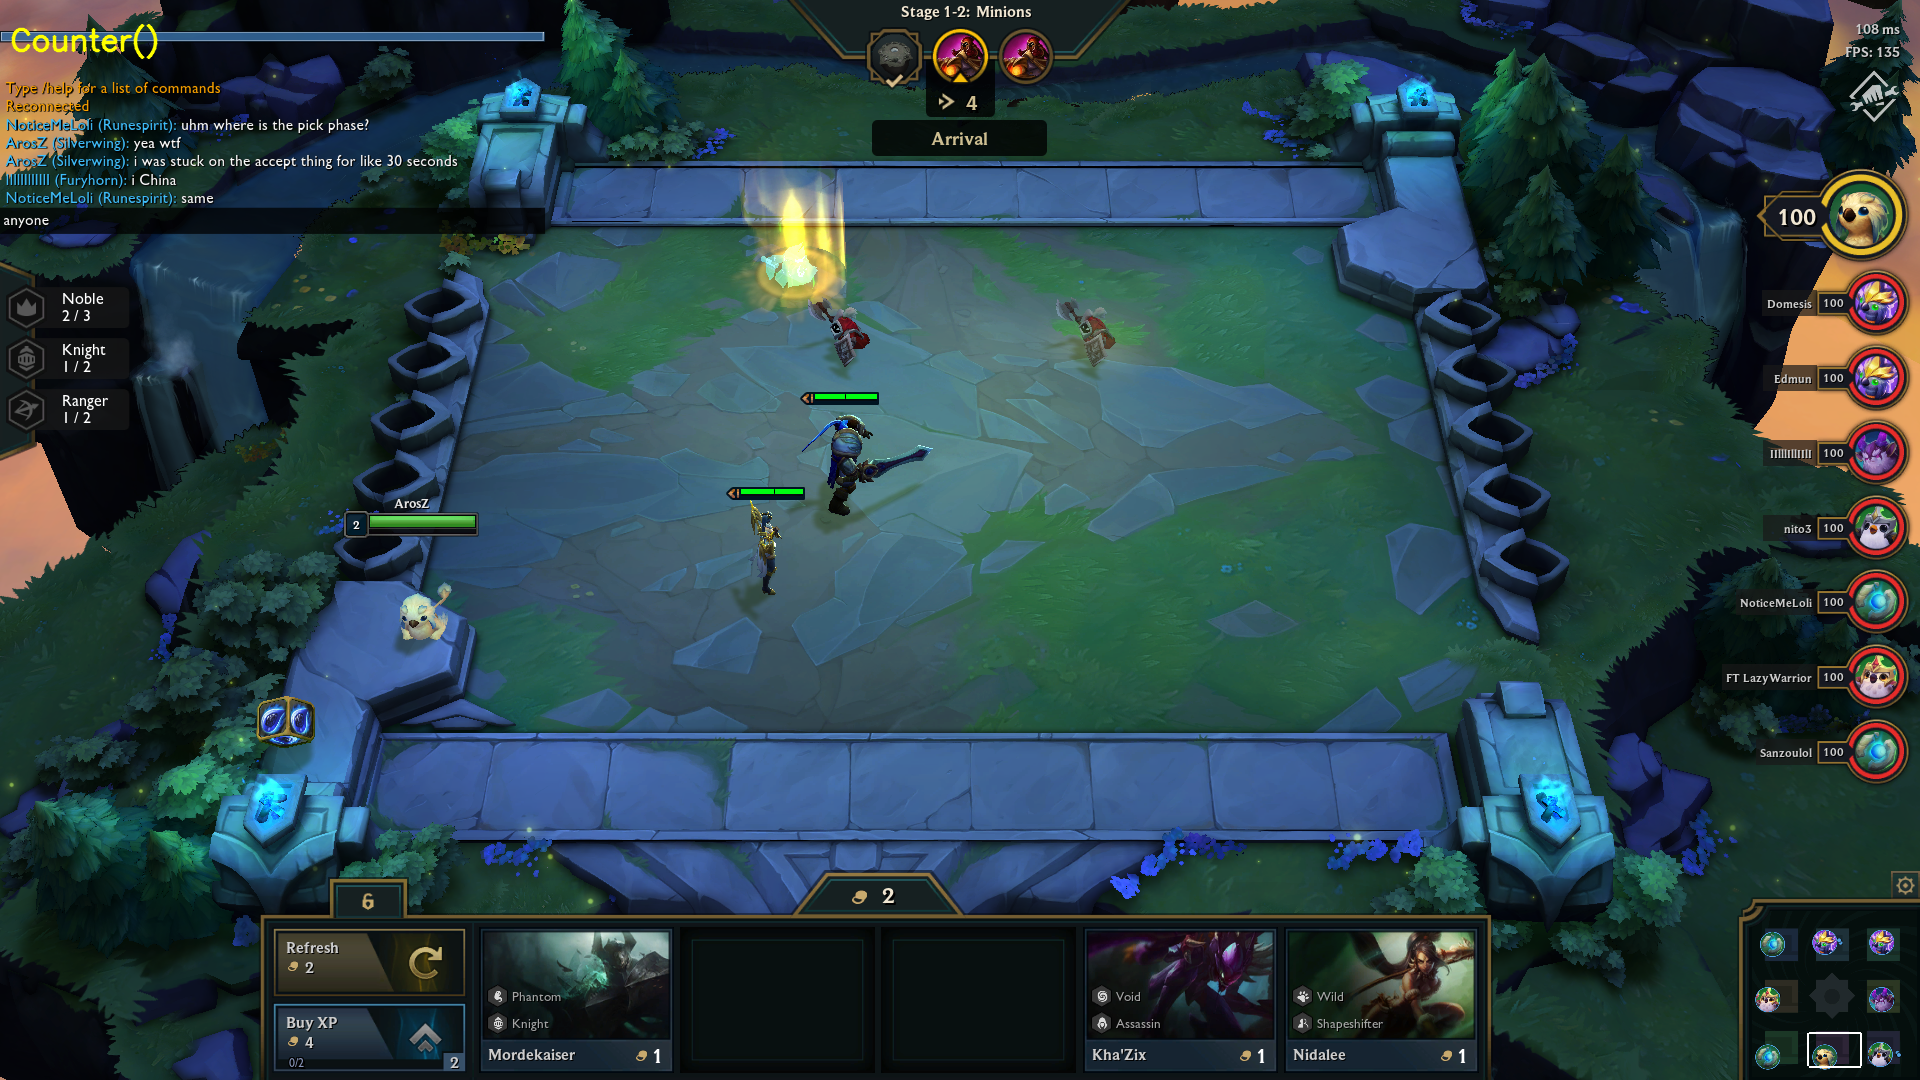 Stage 1-2: Minions
4
Arrival
108 ms
FPS: 135
Counter()
Type /help for a list of commands
Reconnected
NoticeMeLoli (Runespirit): uhm where is the pick phase?
ArosZ (Silverwing): yea wtf
ArosZ (Silverwing): i was stuck on the accept thing for like 30 seconds
(Furyhorn): i China
NoticeMeLoli (Runespirit): same
anyone
Noble
2 / 3
Knight
1 / 2
Ranger
1 / 2
ArosZ
2
100
Domesis 100
Edmun 100
100
nito3 100
NoticeMeLoli 100
FT LazyWarrior 100
Sanzoulol 100
6
2
Refresh
2
Buy XP
4
0/2
2
Phantom
Knight
Mordekaiser 1
Void
Assassin
Kha'Zix 1
Wild
Shapeshifter
Nidalee 1